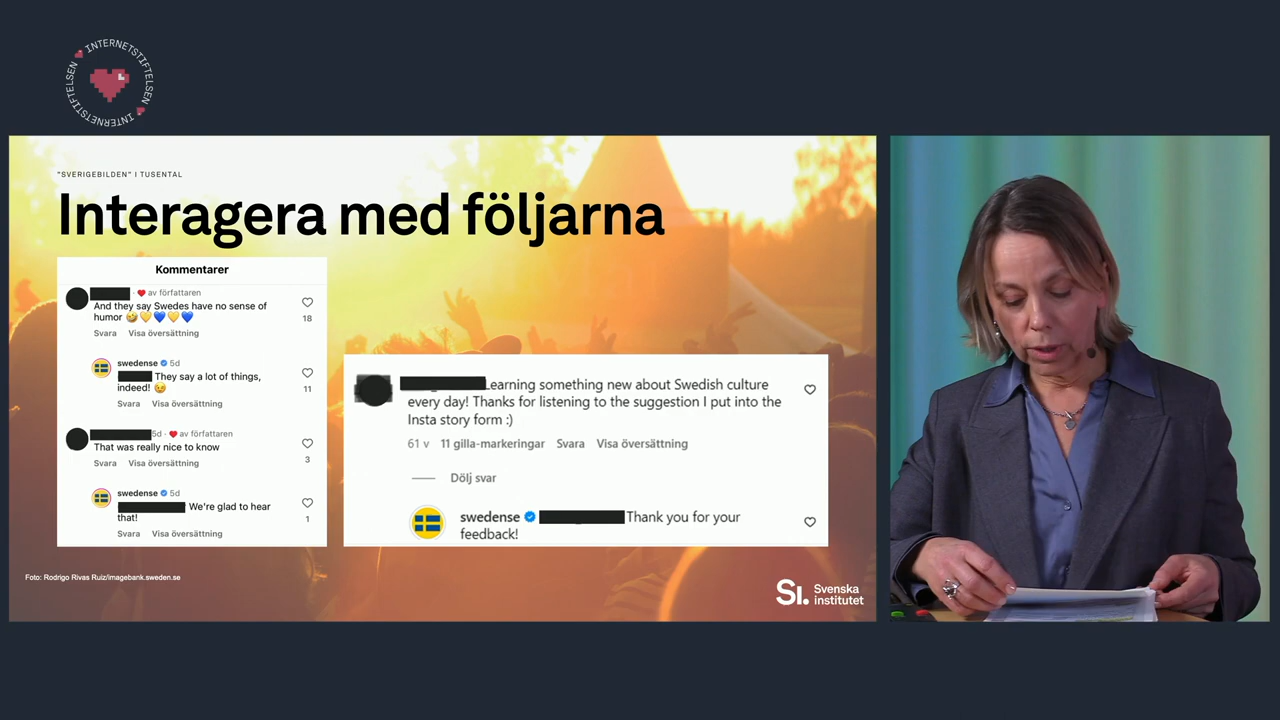 INTERNETSTIFTELSEN
INTERNETSTIFTELSEN
"SVERIGEBILDEN" I TUSENTAL
Interagera med följarna
Kommentarer
· ❤️ av författaren
And they say Swedes have no sense of
humor 🤣💛💙💛💙
18
Svara Visa översättning
swedense 5d
They say a lot of things,
indeed! 😉
11
Svara Visa översättning
5d · ❤️ av författaren
That was really nice to know
3
Svara Visa översättning
swedense 5d
We're glad to hear
that!
1
Svara Visa översättning
Learning something new about Swedish culture
every day! Thanks for listening to the suggestion I put into the
Insta story form :)
61 v 11 gilla-markeringar Svara Visa översättning
Dölj svar
swedense Thank you for your
feedback!
Foto: Rodrigo Rivas Ruiz/imagebank.sweden.se
SI. Svenska
institutet